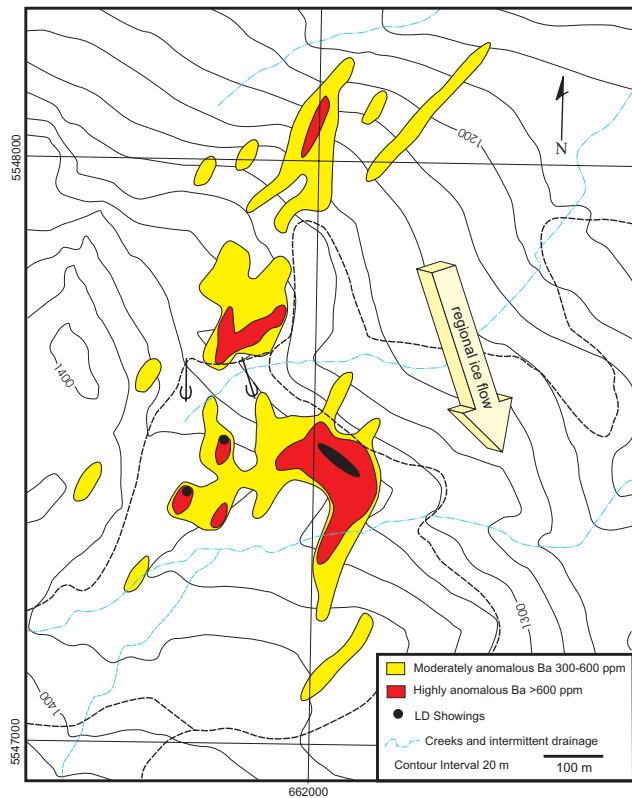 1200
5548000
N
regional ice flow
1400
1300
1400
5547000
Moderately anomalous Ba 300-600 ppm
Highly anomalous Ba >600 ppm
LD Showings
Creeks and intermittent drainage
Contour Interval 20 m
100 m
662000